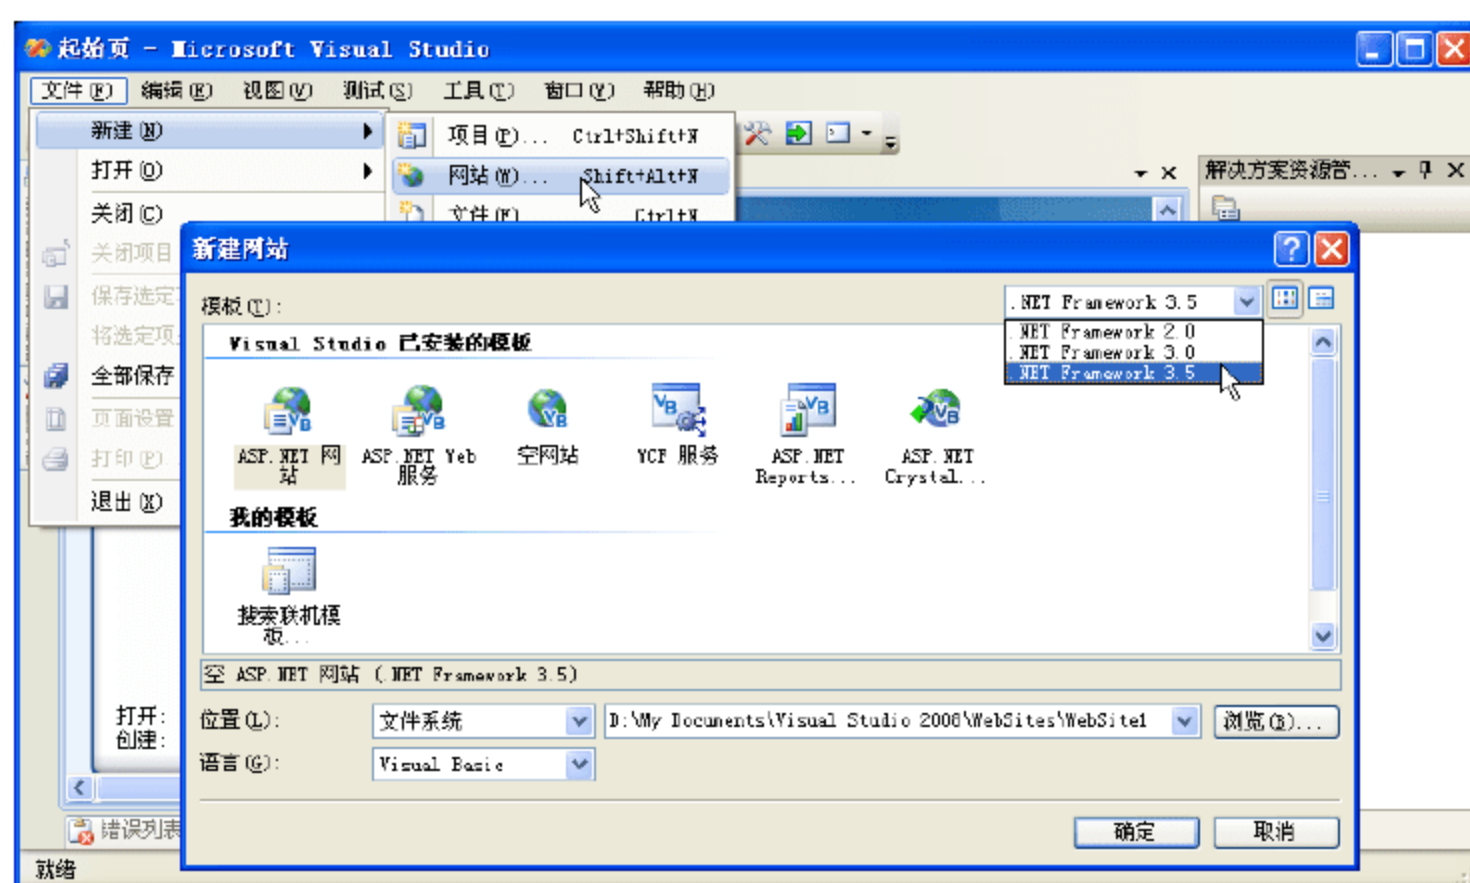 起始页 - Microsoft Visual Studio
文件(F) 编辑(E) 视图(V) 测试(S) 工具(T) 窗口(W) 帮助(H)
新建(N)
项目(P)... Ctrl+Shift+N
打开(O)
网站(W)... Shift+Alt+N
解决方案资源管...
关闭(C)
文件(F) Ctrl+N
关闭项目
新建网站
保存选定
模板(T):
.NET Framework 3.5
将选定项
Visual Studio 已安装的模板
.NET Framework 2.0
.NET Framework 3.0
.NET Framework 3.5
全部保存
页面设置
打印(P)
退出(X)
ASP.NET 网
站
ASP.NET Web
服务
空网站
WCF 服务
ASP.NET
Reports...
ASP.NET
Crystal...
我的模板
搜索联机模
板...
空 ASP.NET 网站 (.NET Framework 3.5)
打开:
创建:
位置(L): 文件系统 D:\My Documents\Visual Studio 2008\WebSites\WebSite1 浏览(B)...
语言(G): Visual Basic
错误列表
确定 取消
就绪